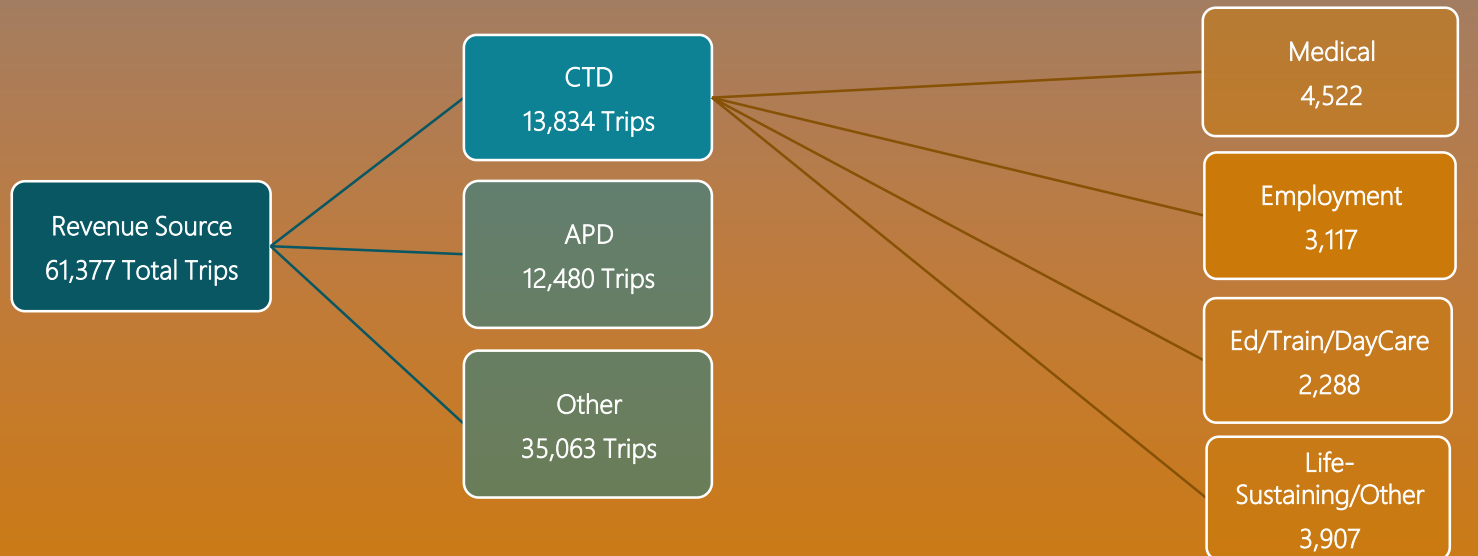 Revenue Source
61,377 Total Trips
CTD
13,834 Trips
APD
12,480 Trips
Other
35,063 Trips
Medical
4,522
Employment
3,117
Ed/Train/DayCare
2,288
Life-
Sustaining/Other
3,907